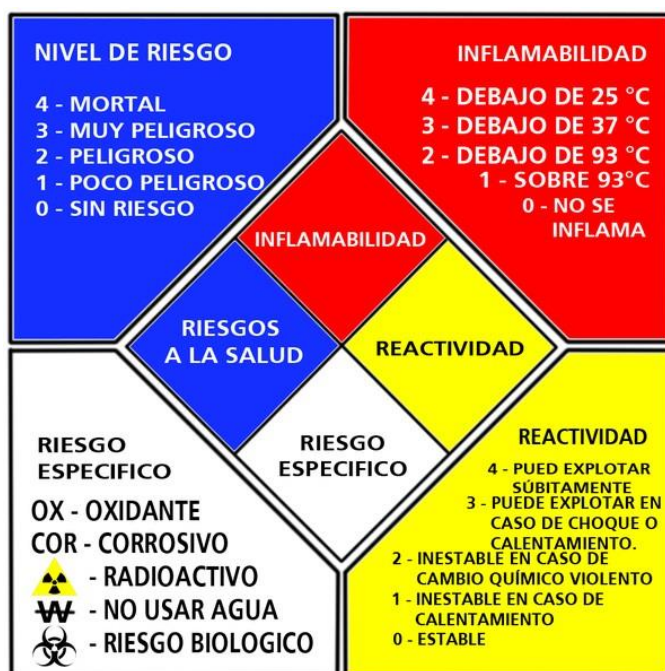 NIVEL DE RIESGO
4 - MORTAL
3 - MUY PELIGROSO
2 - PELIGROSO
1 - POCO PELIGROSO
0 - SIN RIESGO
INFLAMABILIDAD
4 - DEBAJO DE 25 °C
3 - DEBAJO DE 37 °C
2 - DEBAJO DE 93 °C
1 - SOBRE 93°C
0 - NO SE
INFLAMA
INFLAMABILIDAD
RIESGOS
A LA SALUD
REACTIVIDAD
RIESGO
ESPECIFICO
RIESGO
ESPECIFICO
OX - OXIDANTE
COR - CORROSIVO
- RADIOACTIVO
W - NO USAR AGUA
- RIESGO BIOLOGICO
REACTIVIDAD
4 - PUED EXPLOTAR
SÚBITAMENTE
3 - PUEDE EXPLOTAR EN
CASO DE CHOQUE O
CALENTAMIENTO.
2 - INESTABLE EN CASO DE
CAMBIO QUÍMICO VIOLENTO
1 - INESTABLE EN CASO DE
CALENTAMIENTO
0 - ESTABLE